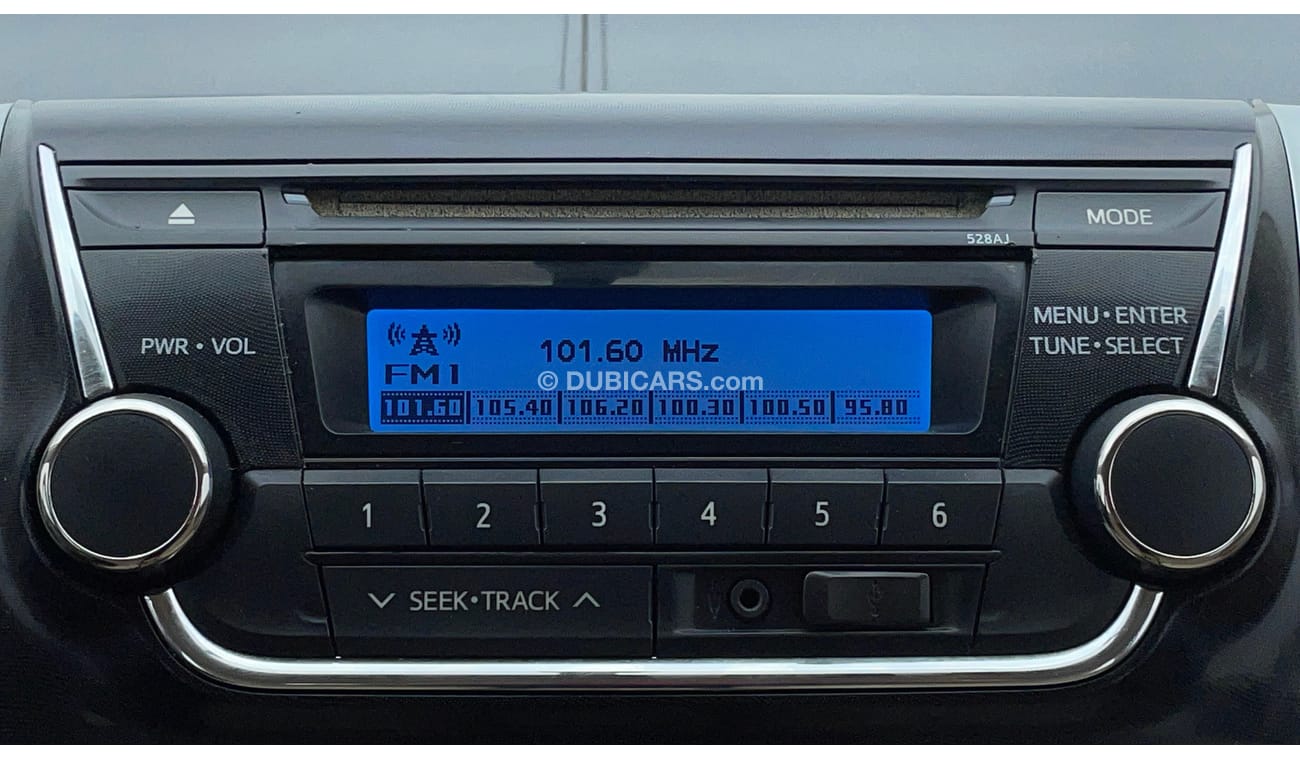 MODE
528AJ
PWR • VOL
MENU • ENTER
TUNE • SELECT
101.60 MHz
FM1
© DUBICARS.com
101.60 105.40 106.20 100.30 100.50 95.80
1 2 3 4 5 6
SEEK • TRACK